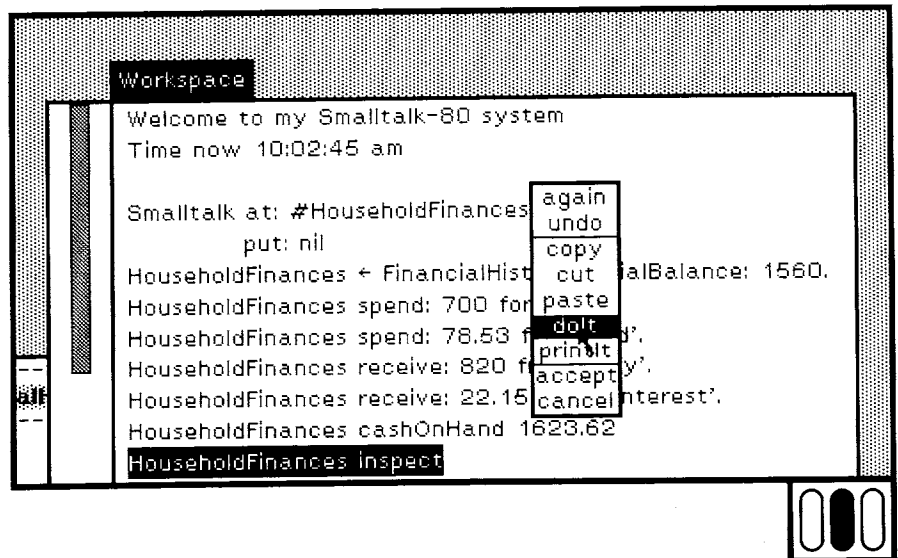 Workspace
Welcome to my Smalltalk-80 system
Time now 10:02:45 am
Smalltalk at: #HouseholdFinances
put: nil
HouseholdFinances ← FinancialHist ialBalance: 1560.
HouseholdFinances spend: 700 for
HouseholdFinances spend: 78.53 f d'.
HouseholdFinances receive: 820 f y'.
HouseholdFinances receive: 22.15 nterest'.
HouseholdFinances cashOnHand 1623.62
HouseholdFinances inspect
again
undo
copy
cut
paste
doIt
printIt
accept
cancel